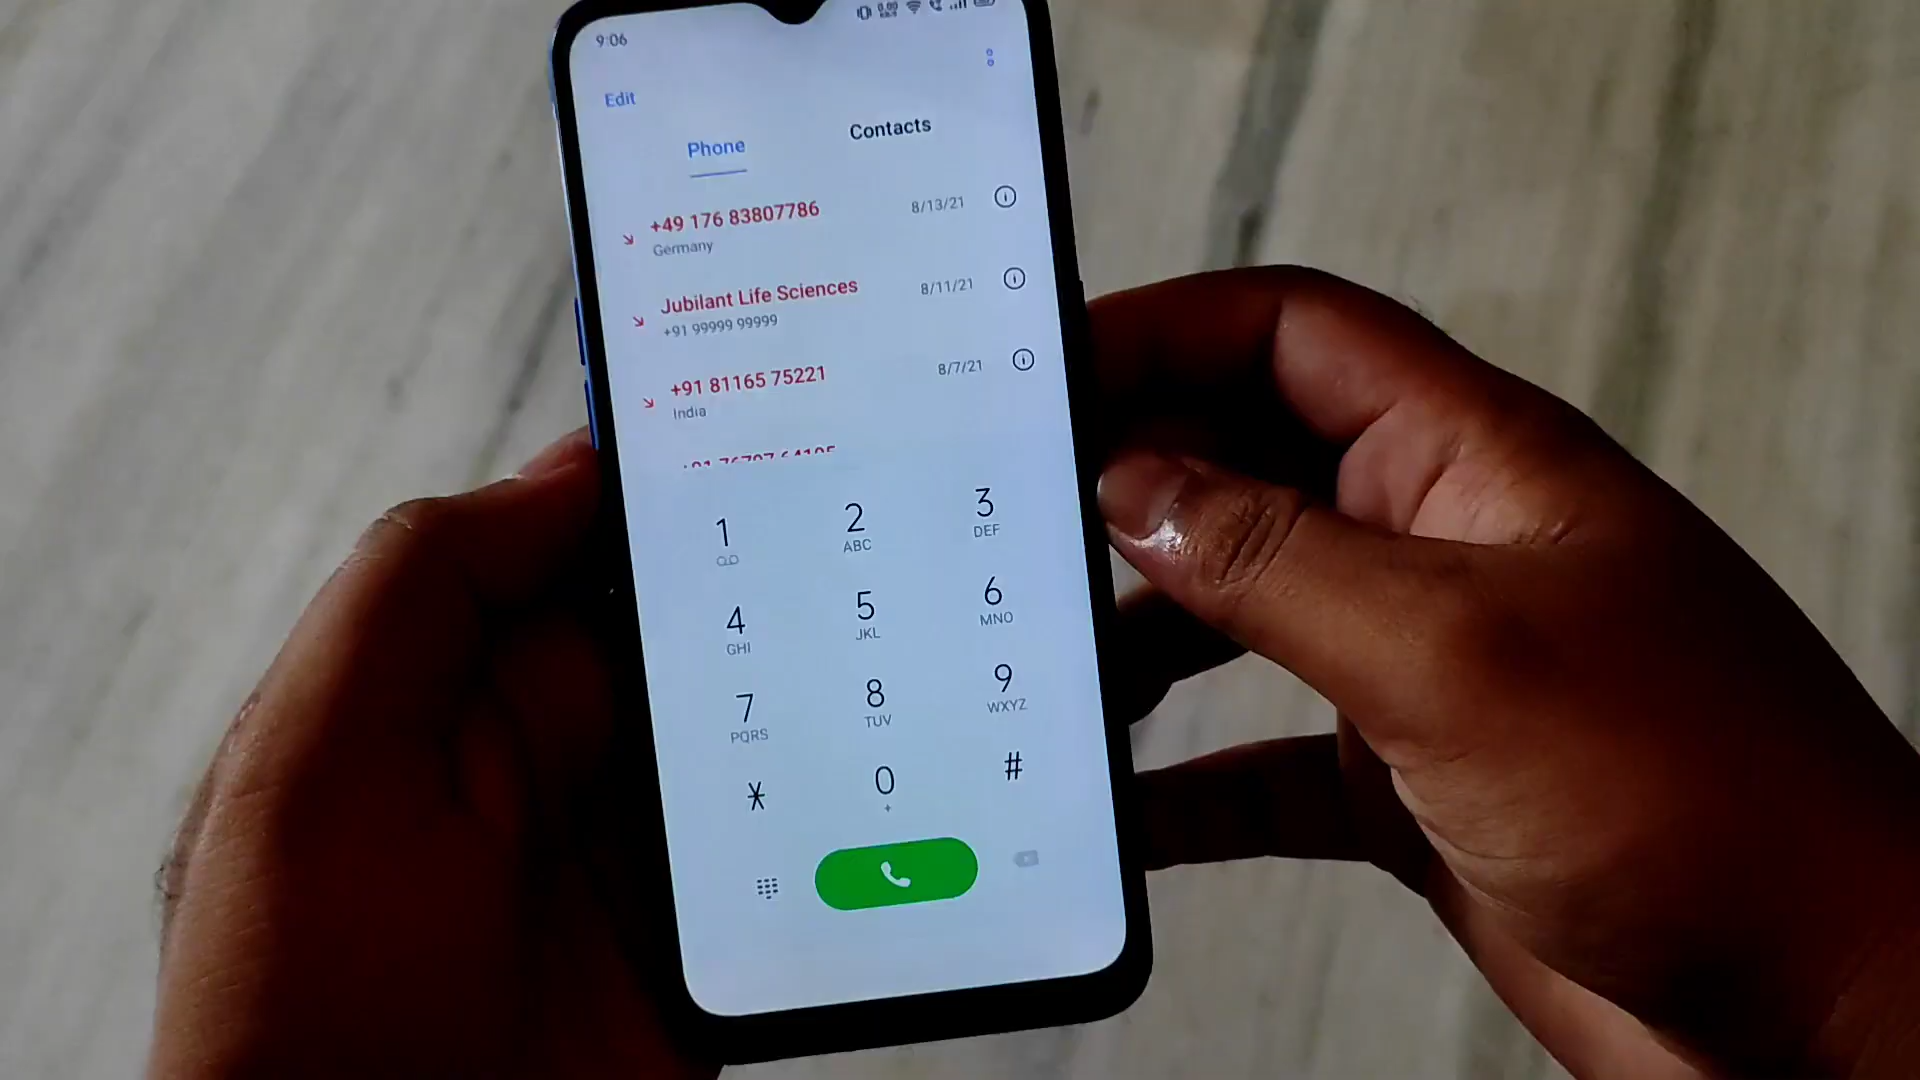 9:06
Edit
Phone
Contacts
+49 176 83807786
8/13/21
Germany
Jubilant Life Sciences
8/11/21
+91 99999 99999
+91 81165 75221
8/7/21
India
1
2
ABC
3
DEF
4
GHI
5
JKL
6
MNO
7
PQRS
8
TUV
9
WXYZ
*
0
+
#